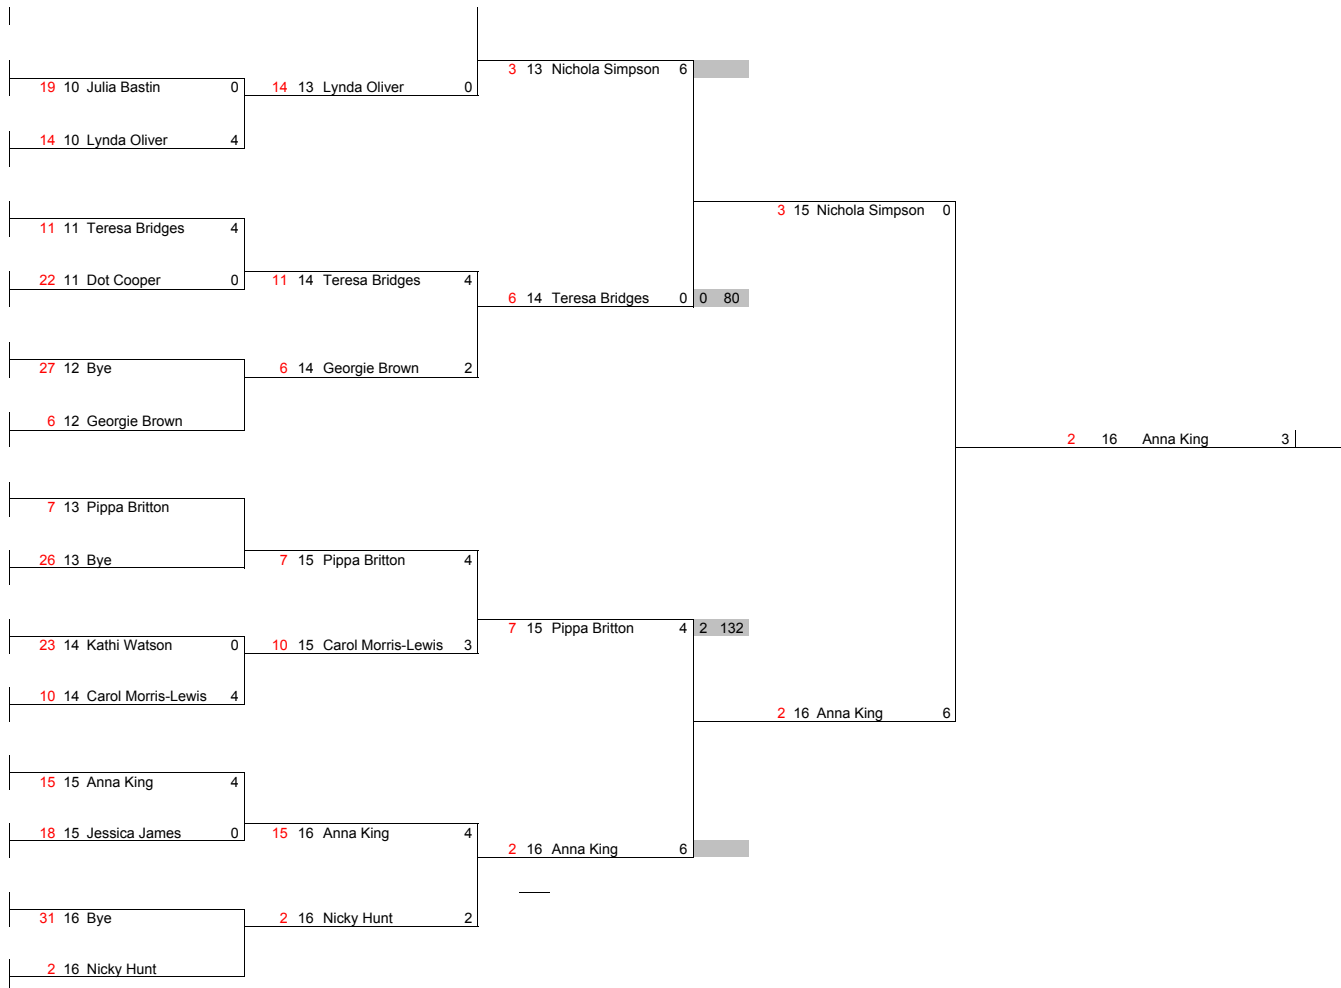 3 13 Nichola Simpson 6
19 10 Julia Bastin 0
14 13 Lynda Oliver 0
14 10 Lynda Oliver 4
3 15 Nichola Simpson 0
11 11 Teresa Bridges 4
22 11 Dot Cooper 0
11 14 Teresa Bridges 4
6 14 Teresa Bridges 0 0 80
27 12 Bye
6 14 Georgie Brown 2
6 12 Georgie Brown
2 16 Anna King 3
7 13 Pippa Britton
26 13 Bye
7 15 Pippa Britton 4
7 15 Pippa Britton 4 2 132
23 14 Kathi Watson 0
10 15 Carol Morris-Lewis 3
10 14 Carol Morris-Lewis 4
2 16 Anna King 6
15 15 Anna King 4
18 15 Jessica James 0
15 16 Anna King 4
2 16 Anna King 6
31 16 Bye
2 16 Nicky Hunt 2
2 16 Nicky Hunt